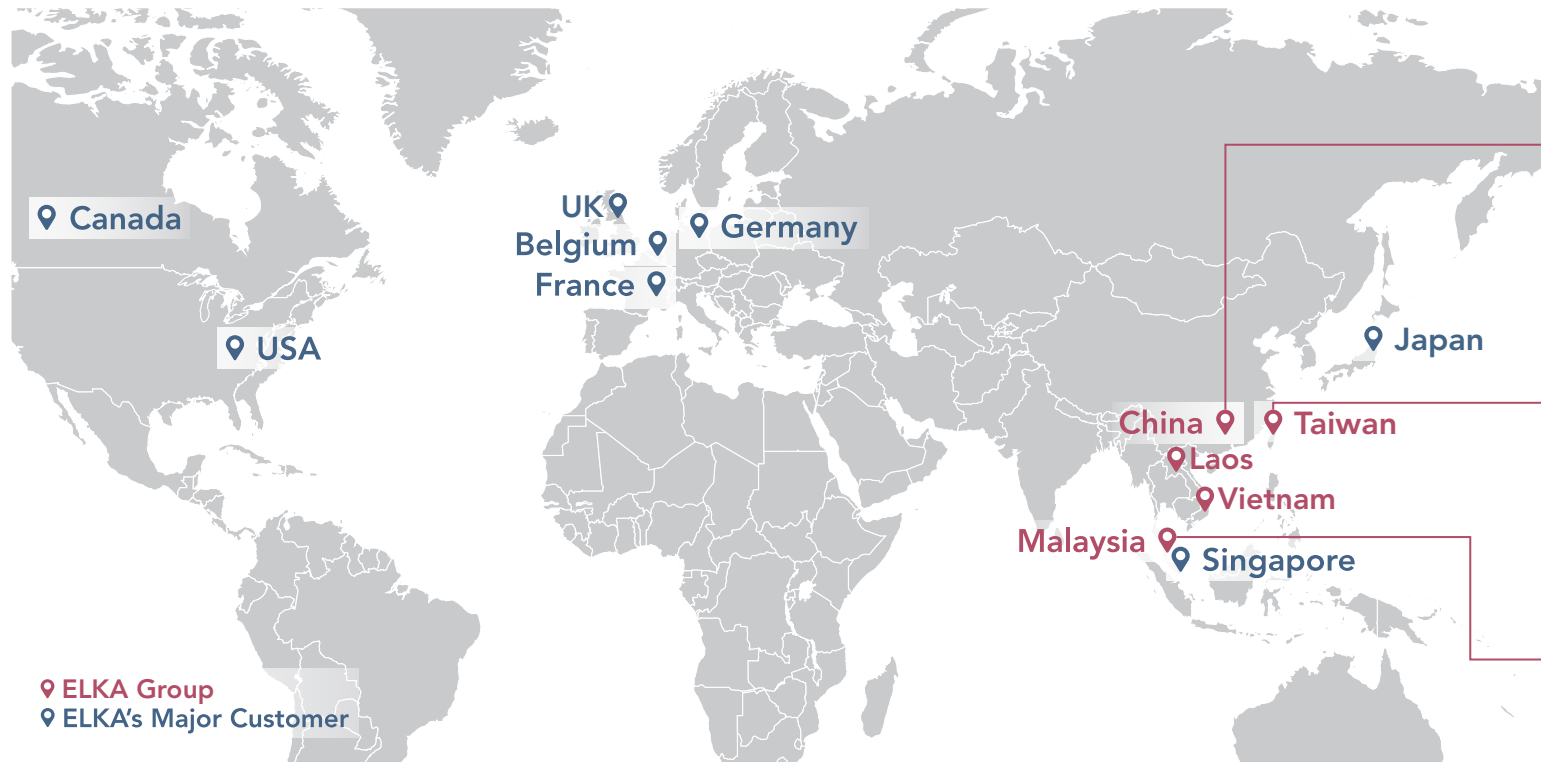 UK
Canada
Germany
Belgium
France
USA
Japan
China
Taiwan
Laos
Vietnam
Malaysia
Singapore
ELKA Group
ELKA's Major Customer